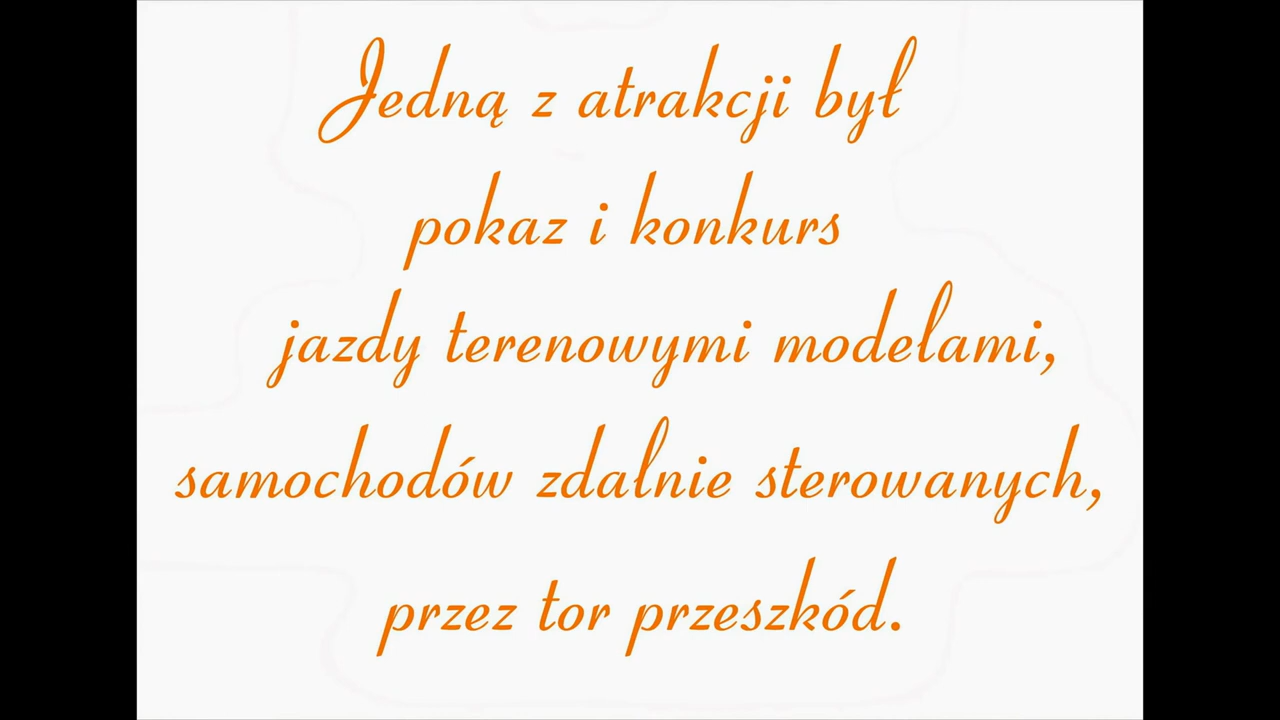 Jedną z atrakcji był
pokaz i konkurs
jazdy terenowymi modelami,
samochodów zdalnie sterowanych,
przez tor przeszkód.